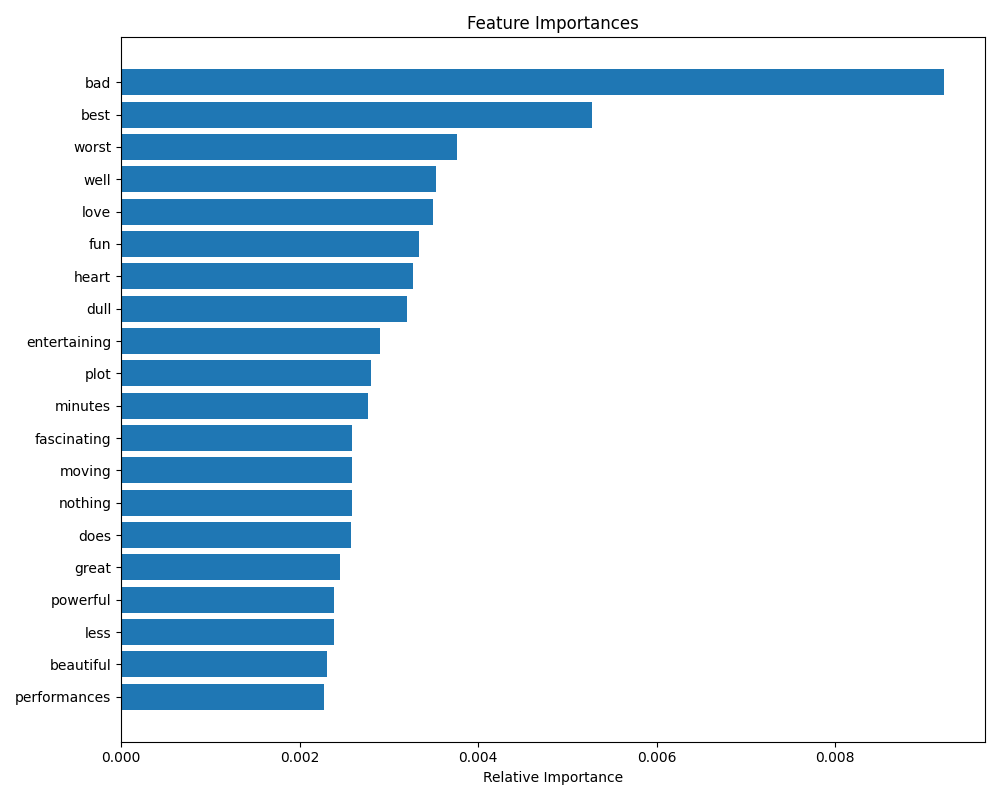 Feature Importances
bad
best
worst
well
love
fun
heart
dull
entertaining
plot
minutes
fascinating
moving
nothing
does
great
powerful
less
beautiful
performances
0.000 0.002 0.004 0.006 0.008
Relative Importance